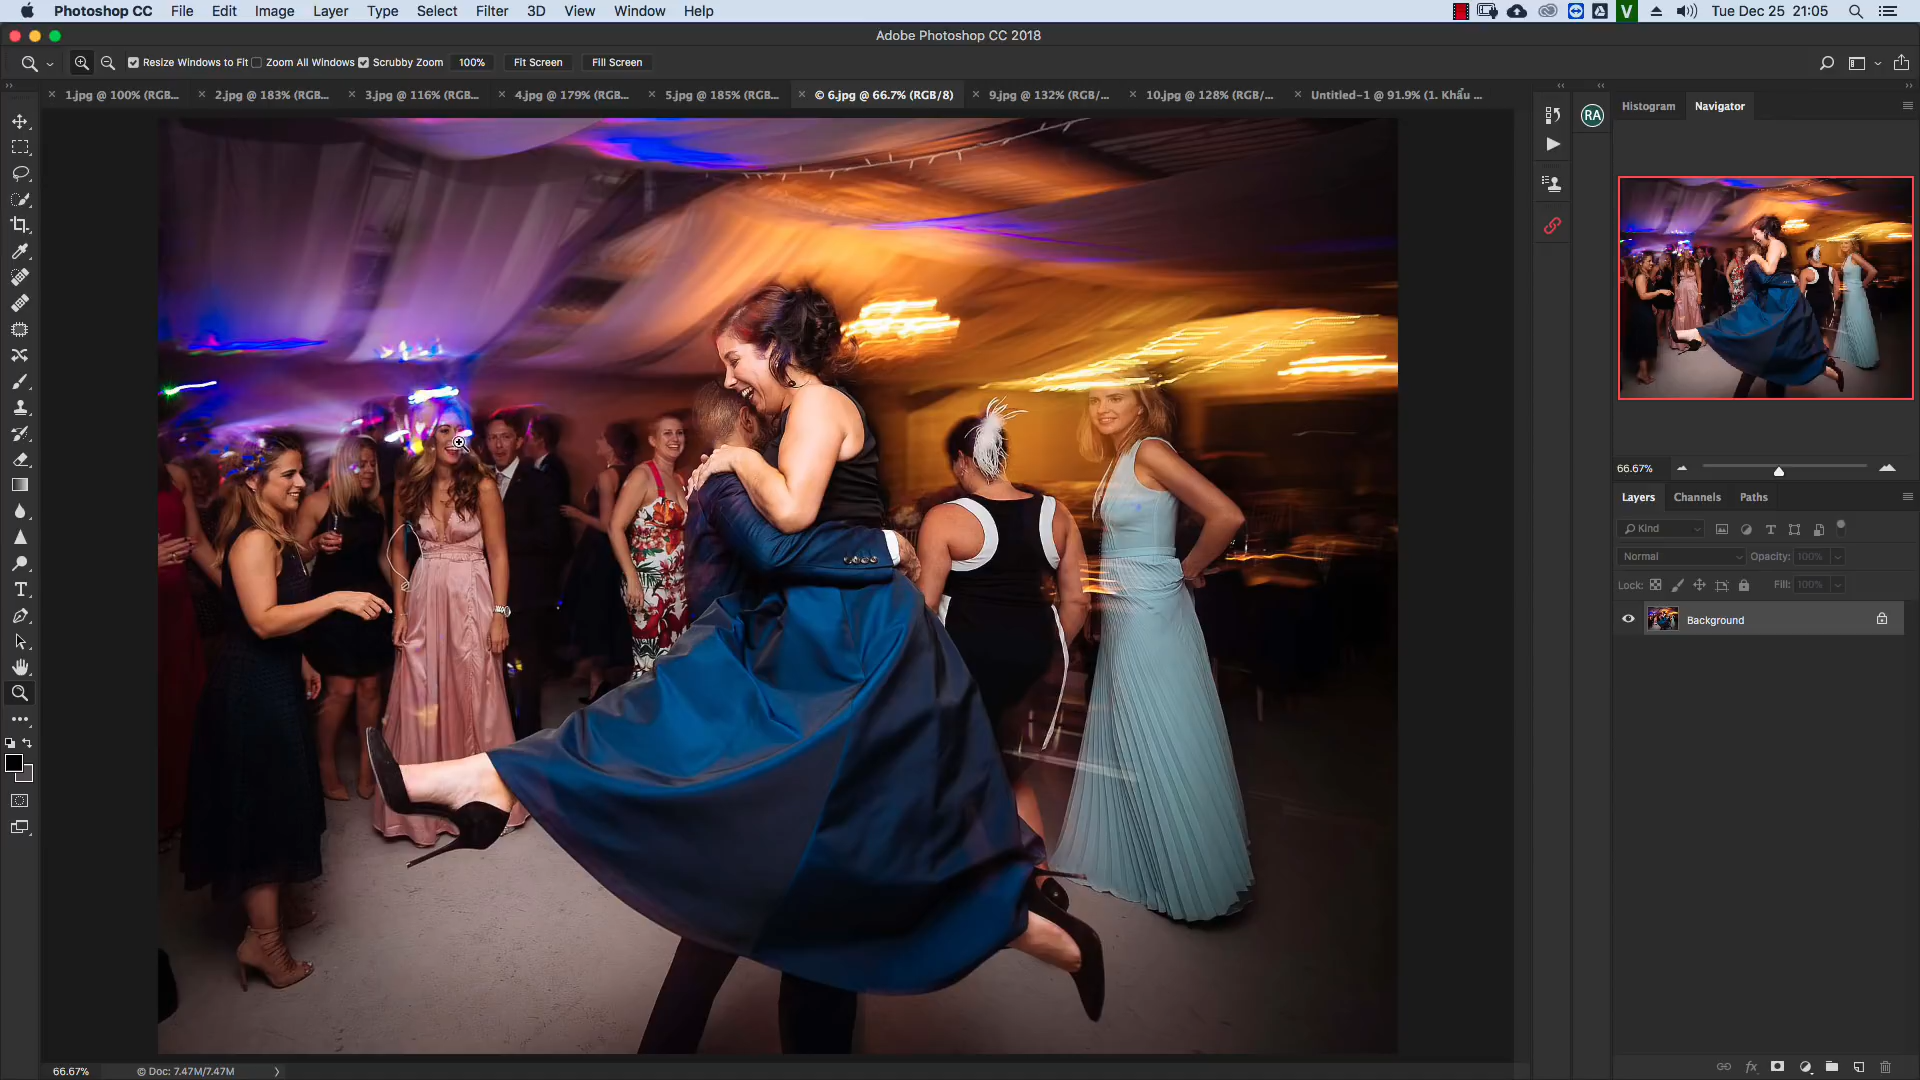 Photoshop CC File Edit Image Layer Type Select Filter 3D View Window Help V Tue Dec 25 21:05
Adobe Photoshop CC 2018
Resize Windows to Fit Zoom All Windows Scrubby Zoom 100% Fit Screen Fill Screen
1.jpg @ 100% (RGB... 2.jpg @ 183% (RGB... 3.jpg @ 116% (RGB... 4.jpg @ 179% (RGB... 5.jpg @ 185% (RGB... © 6.jpg @ 66.7% (RGB/8) 9.jpg @ 132% (RGB/... 10.jpg @ 128% (RGB/... Untitled-1 @ 91.9% (1. Khẩu ...
Histogram Navigator
RA
66.67%
Layers Channels Paths
Kind
Normal Opacity: 100%
Lock: Fill: 100%
Background
66.67% © Doc: 7.47M/7.47M
fx